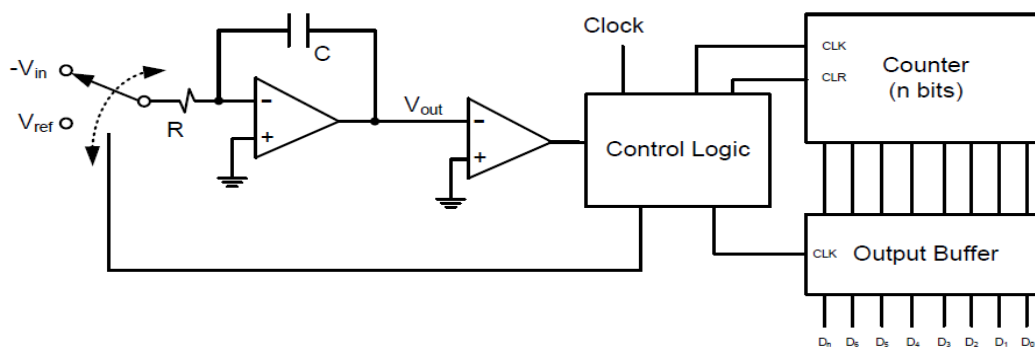 -Vin
Vref
R
C
-
+
Vout
-
+
Clock
Control Logic
CLK
CLR
Counter
(n bits)
CLK
Output Buffer
Dn D6 D5 D4 D3 D2 D1 D0